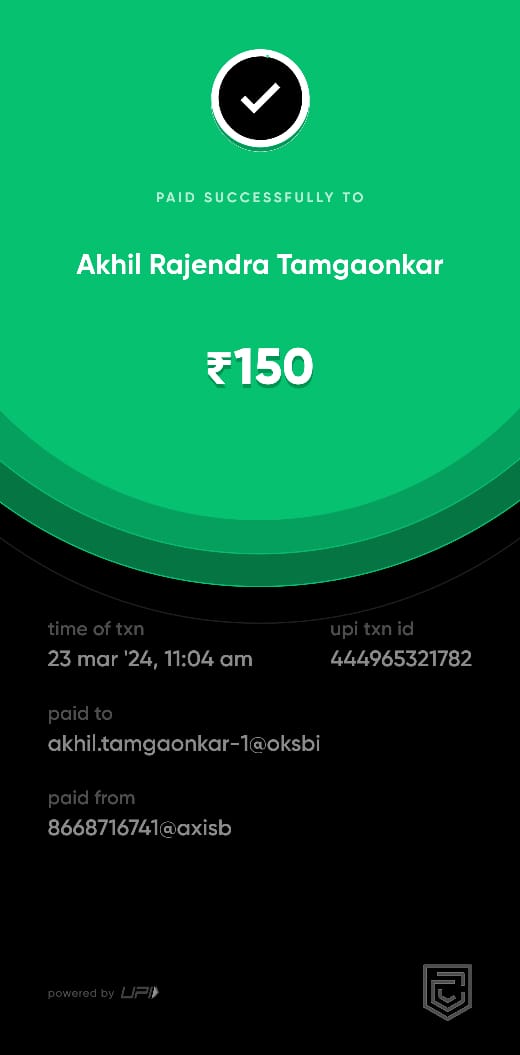 PAID SUCCESSFULLY TO
Akhil Rajendra Tamgaonkar
₹150
time of txn
23 mar '24, 11:04 am
upi txn id
444965321782
paid to
akhil.tamgaonkar-1@oksbi
paid from
8668716741@axisb
powered by UPI